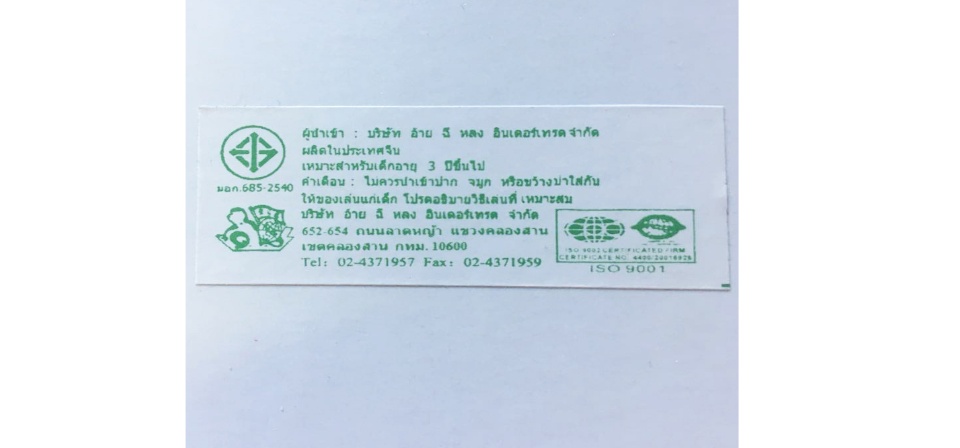 ผู้นำเข้า : บริษัท อ๋าย ฉี หลง อินเตอร์เทรด จำกัด
ผลิตในประเทศจีน
เหมาะสำหรับเด็กอายุ 3 ปีขึ้นไป
มอก.685-2540
คำเตือน : ไม่ควรนำเข้าปาก จมูก หรือขว้างปาใส่กัน
ให้ของเล่นแก่เด็ก โปรดอธิบายวิธีเล่นที่ เหมาะสม
บริษัท อ๋าย ฉี หลง อินเตอร์เทรด จำกัด
652-654 ถนนลาดหญ้า แขวงคลองสาน
เขตคลองสาน กทม. 10600
Tel: 02-4371957 Fax: 02-4371959
ISO 9002 CERTIFICATED FIRM
CERTIFICATE NO.
ISO 9001